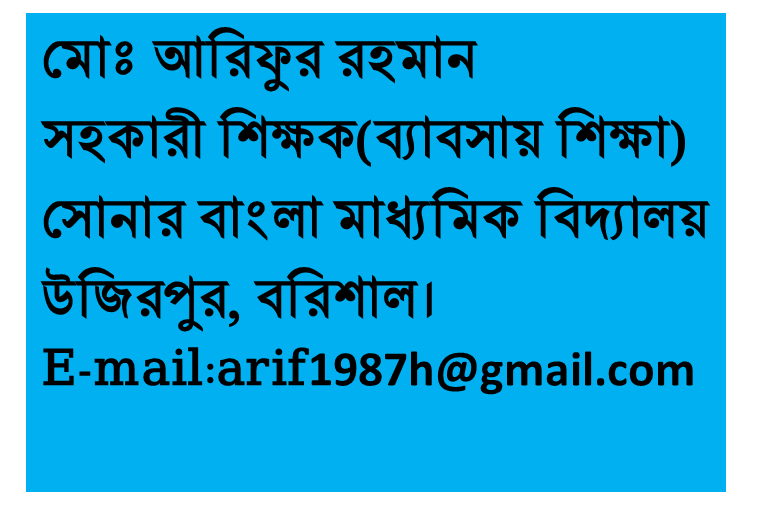 মোঃ আরিফুর রহমান
সহকারী শিক্ষক(ব্যাবসায় শিক্ষা)
সোনার বাংলা মাধ্যমিক বিদ্যালয়
উজিরপুর, বরিশাল।
E-mail:arif1987h@gmail.com